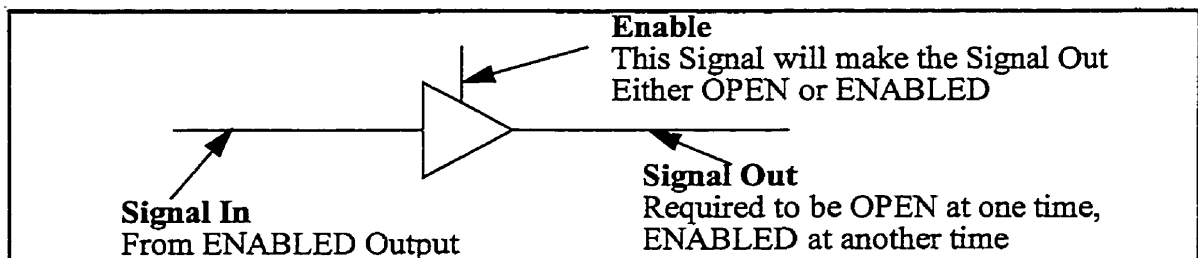 Enable
This Signal will make the Signal Out
Either OPEN or ENABLED
Signal In
From ENABLED Output
Signal Out
Required to be OPEN at one time,
ENABLED at another time